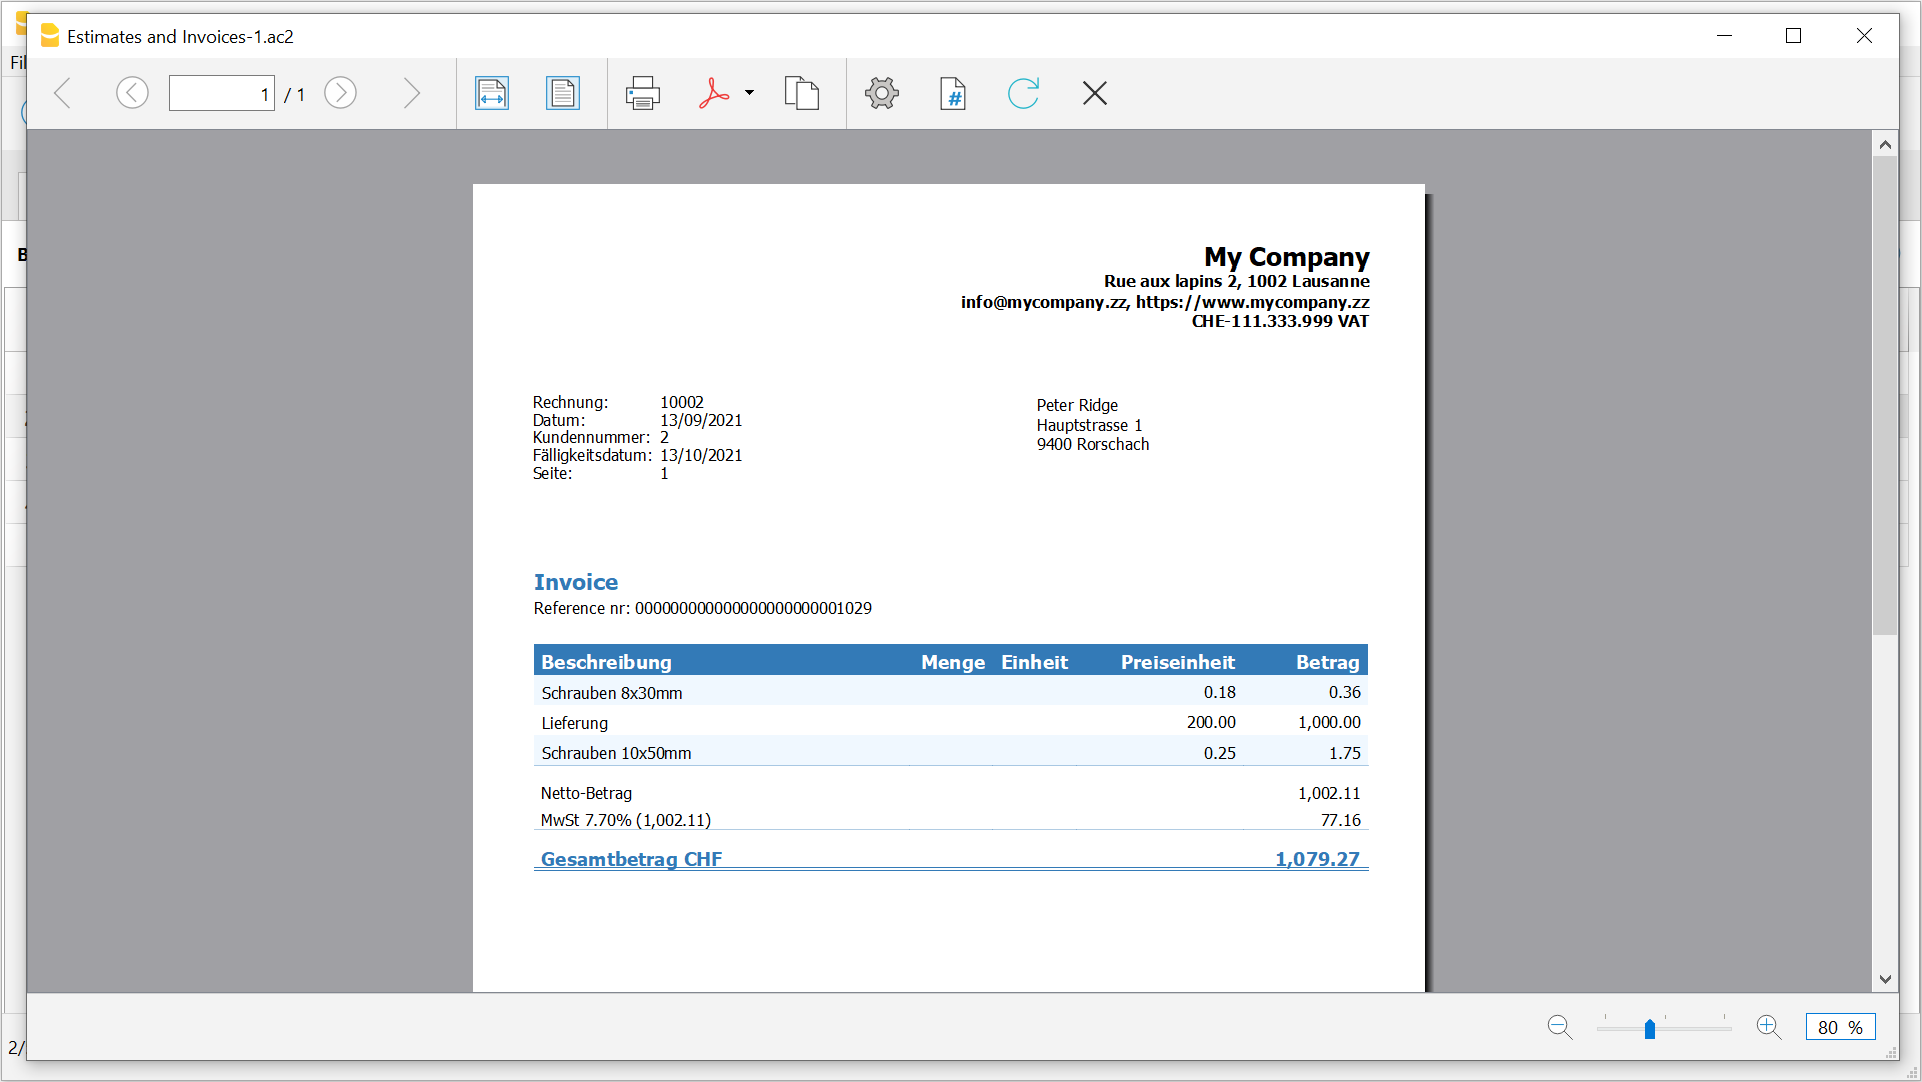 Estimates and Invoices-1.ac2
1 / 1
#
My Company
Rue aux lapins 2, 1002 Lausanne
info@mycompany.zz, https://www.mycompany.zz
CHE-111.333.999 VAT
Rechnung: 10002
Datum: 13/09/2021
Kundennummer: 2
Fälligkeitsdatum: 13/10/2021
Seite: 1
Peter Ridge
Hauptstrasse 1
9400 Rorschach
Invoice
Reference nr: 000000000000000000000001029
Beschreibung Menge Einheit Preiseinheit Betrag
Schrauben 8x30mm 0.18 0.36
Lieferung 200.00 1,000.00
Schrauben 10x50mm 0.25 1.75
Netto-Betrag 1,002.11
MwSt 7.70% (1,002.11) 77.16
Gesamtbetrag CHF 1,079.27
80 %
2/